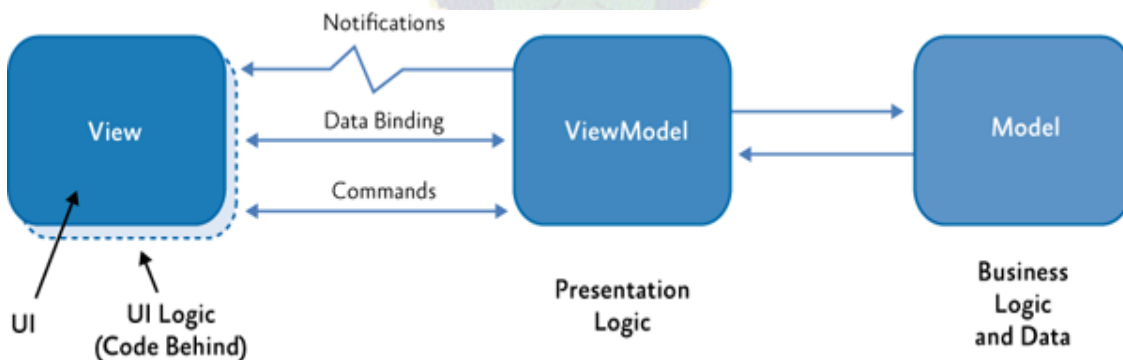 Notifications
View
Data Binding
ViewModel
Model
Commands
UI
UI Logic
(Code Behind)
Presentation
Logic
Business
Logic
and Data